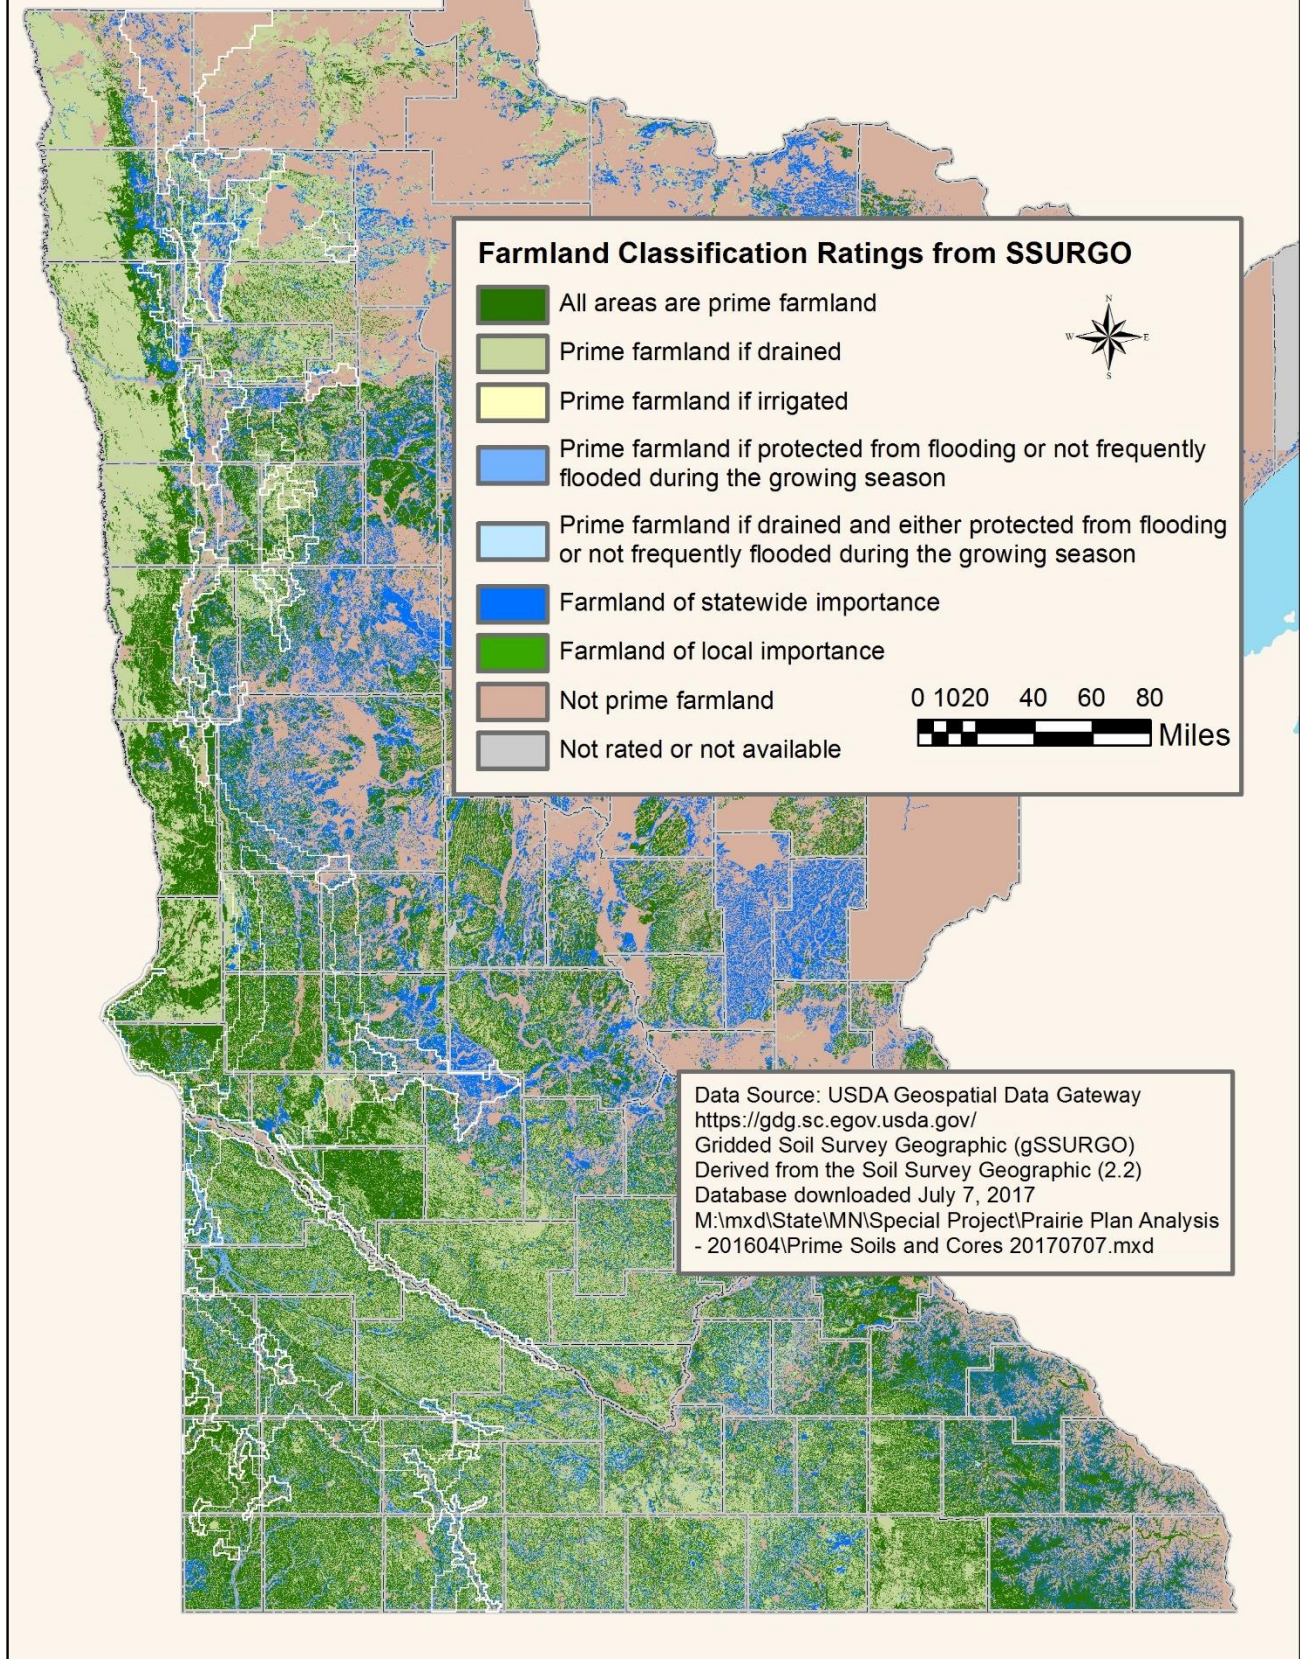 Farmland Classification Ratings from SSURGO
All areas are prime farmland
Prime farmland if drained
Prime farmland if irrigated
Prime farmland if protected from flooding or not frequently
flooded during the growing season
Prime farmland if drained and either protected from flooding
or not frequently flooded during the growing season
Farmland of statewide importance
Farmland of local importance
Not prime farmland
Not rated or not available
N
W E
S
0 10 20 40 60 80
Miles
Data Source: USDA Geospatial Data Gateway
https://gdg.sc.egov.usda.gov/
Gridded Soil Survey Geographic (gSSURGO)
Derived from the Soil Survey Geographic (2.2)
Database downloaded July 7, 2017
M:\mxd\State\MN\Special Project\Prairie Plan Analysis
- 201604\Prime Soils and Cores 20170707.mxd